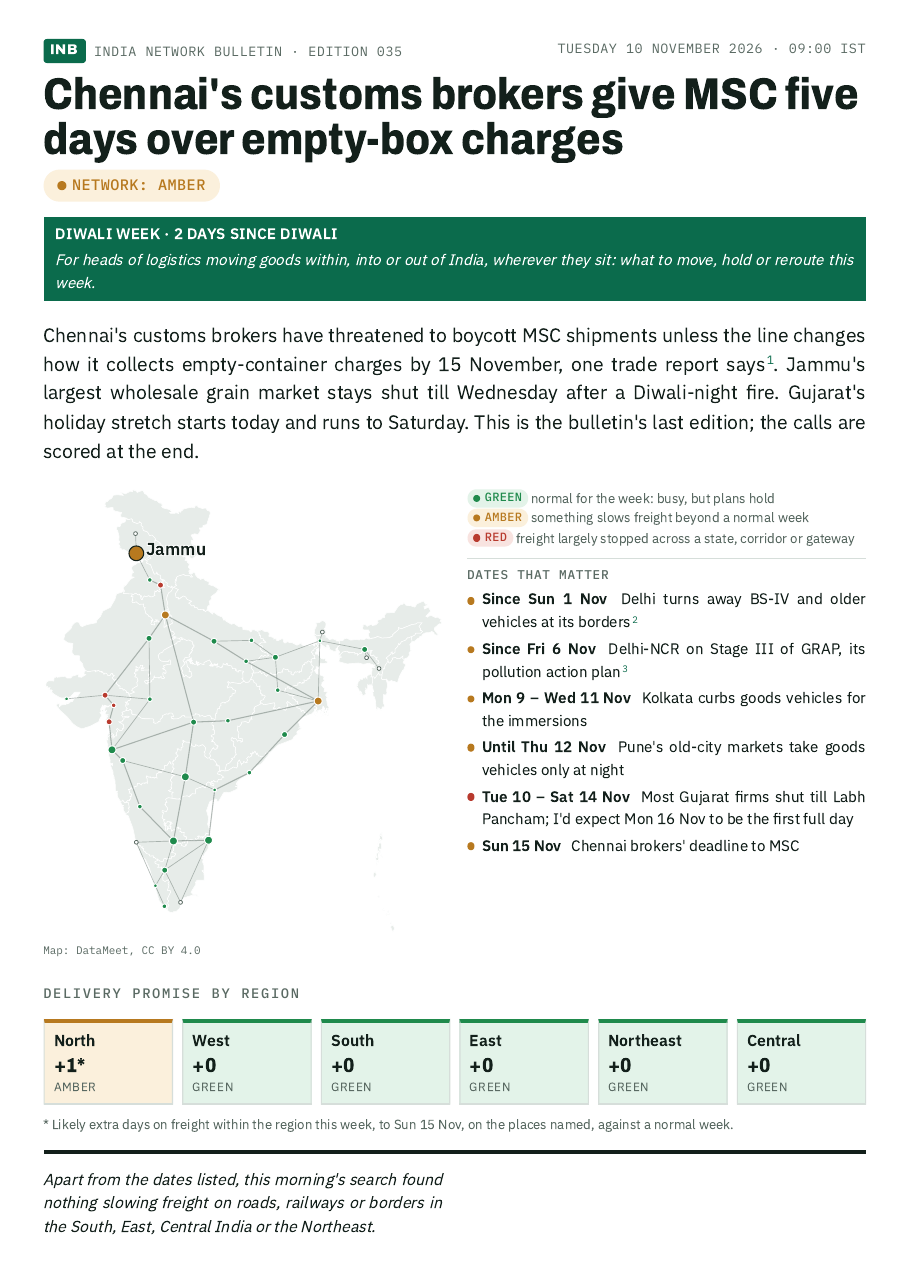 INB INDIA NETWORK BULLETIN · EDITION 035
TUESDAY 10 NOVEMBER 2026 · 09:00 IST
Chennai's customs brokers give MSC five
days over empty-box charges
NETWORK: AMBER
DIWALI WEEK · 2 DAYS SINCE DIWALI
For heads of logistics moving goods within, into or out of India, wherever they sit: what to move, hold or reroute this
week.
Chennai's customs brokers have threatened to boycott MSC shipments unless the line changes
how it collects empty-container charges by 15 November, one trade report says1. Jammu's
largest wholesale grain market stays shut till Wednesday after a Diwali-night fire. Gujarat's
holiday stretch starts today and runs to Saturday. This is the bulletin's last edition; the calls are
scored at the end.
Jammu
Map: DataMeet, CC BY 4.0
GREEN normal for the week: busy, but plans hold
AMBER something slows freight beyond a normal week
RED freight largely stopped across a state, corridor or gateway
DATES THAT MATTER
Since Sun 1 Nov Delhi turns away BS-IV and older
vehicles at its borders2
Since Fri 6 Nov Delhi-NCR on Stage III of GRAP, its
pollution action plan3
Mon 9 – Wed 11 Nov Kolkata curbs goods vehicles for
the immersions
Until Thu 12 Nov Pune's old-city markets take goods
vehicles only at night
Tue 10 – Sat 14 Nov Most Gujarat firms shut till Labh
Pancham; I'd expect Mon 16 Nov to be the first full day
Sun 15 Nov Chennai brokers' deadline to MSC
DELIVERY PROMISE BY REGION
North
+1*
AMBER
West
+0
GREEN
South
+0
GREEN
East
+0
GREEN
Northeast
+0
GREEN
Central
+0
GREEN
* Likely extra days on freight within the region this week, to Sun 15 Nov, on the places named, against a normal week.
Apart from the dates listed, this morning's search found
nothing slowing freight on roads, railways or borders in
the South, East, Central India or the Northeast.